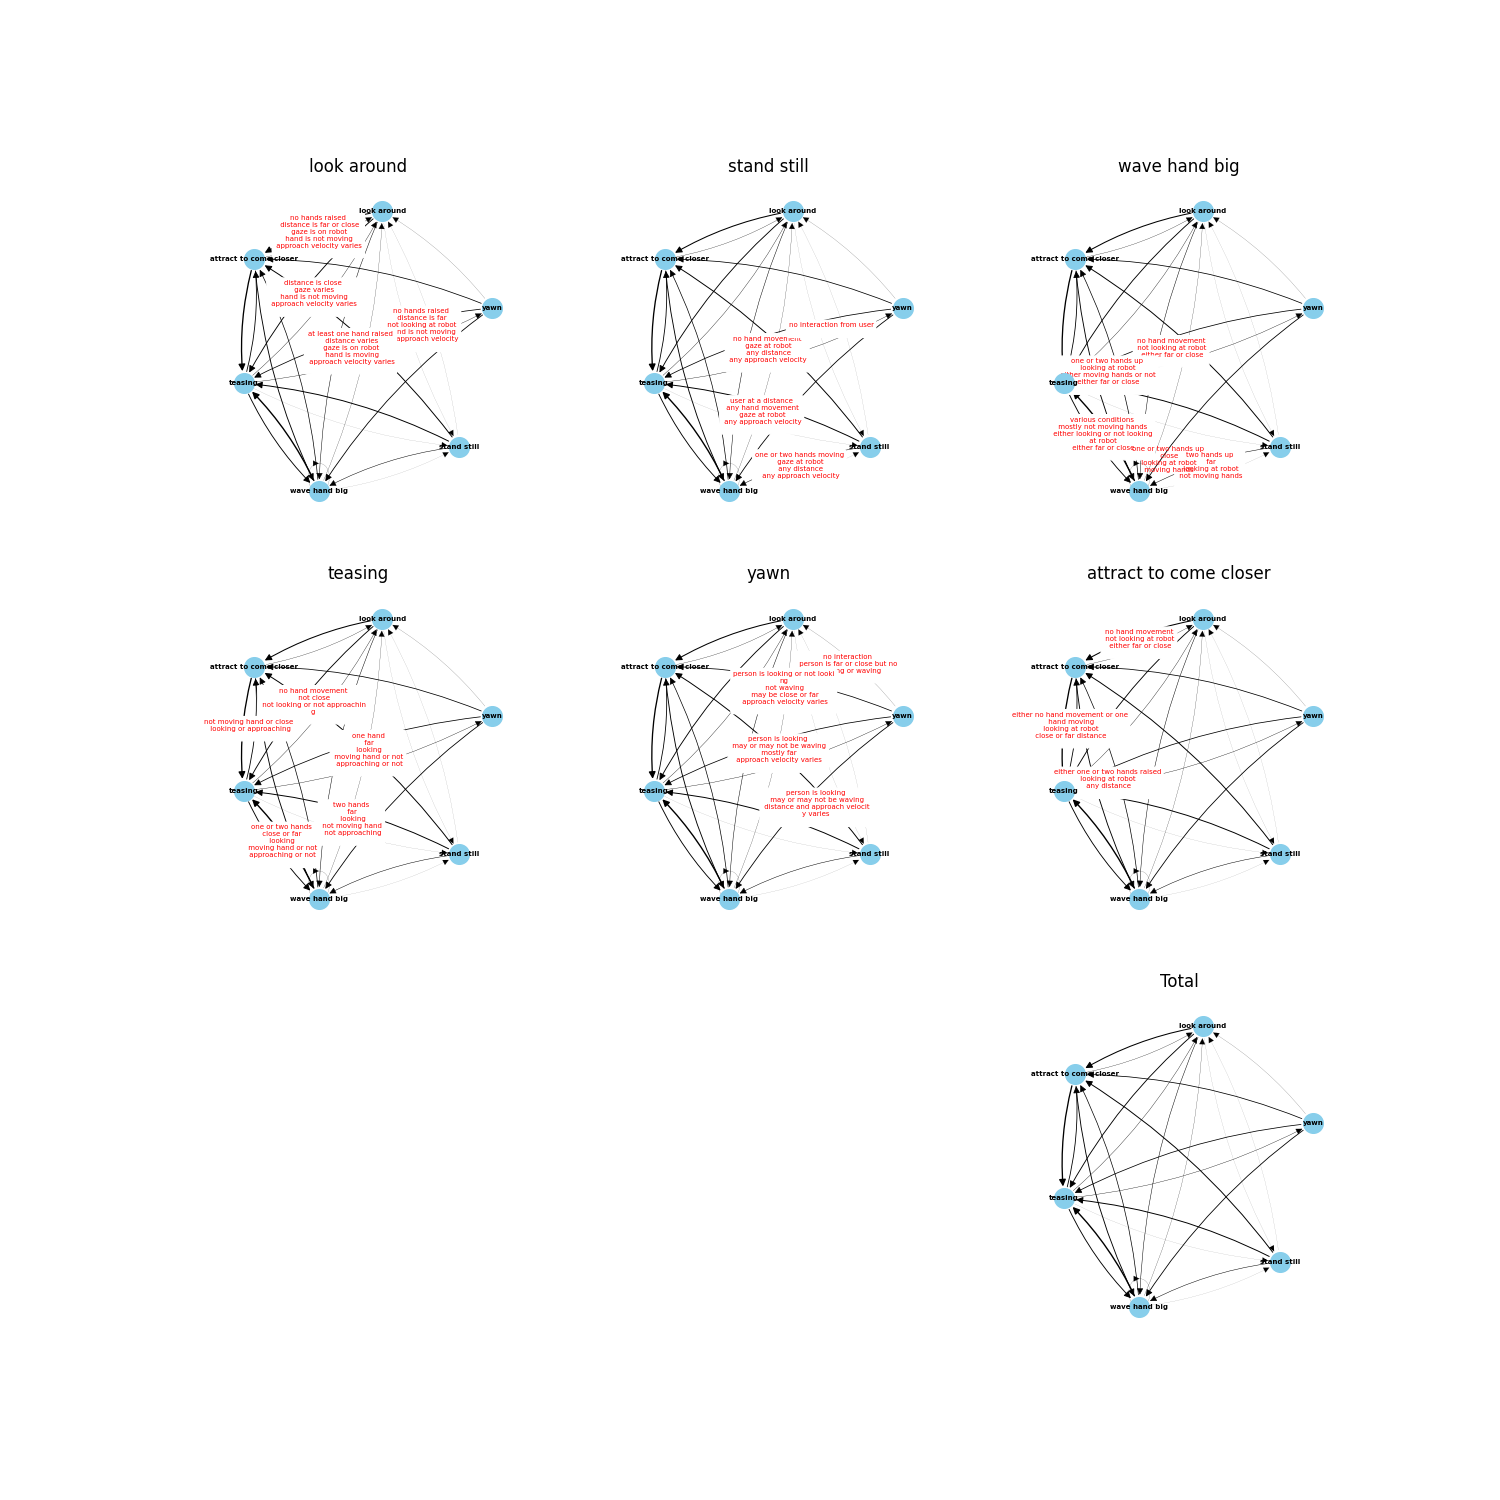 look around
look around
no hands raised
distance is far or close
gaze is on robot
hand is not moving
approach velocity varies
attract to come closer
distance is close
gaze varies
hand is not moving
approach velocity varies
yawn
no hands raised
distance is far
not looking at robot
nd is not moving
approach velocity
at least one hand raised
distance varies
gaze is on robot
hand is moving
approach velocity varies
teasing
stand still
wave hand big
stand still
look around
attract to come closer
yawn
no interaction from user
no hand movement
gaze at robot
any distance
any approach velocity
teasing
user at a distance
any hand movement
gaze at robot
any approach velocity
stand still
one or two hands moving
gaze at robot
any distance
any approach velocity
wave hand big
wave hand big
look around
attract to come closer
yawn
no hand movement
not looking at robot
either far or close
one or two hands up
looking at robot
either moving hands or not
either far or close
teasing
various conditions
mostly not moving hands
either looking or not looking
at robot
either far or close
stand still
one or two hands up
close
looking at robot
moving hands
two hands up
far
looking at robot
not moving hands
wave hand big
teasing
look around
attract to come closer
no hand movement
not close
not looking or not approachin
g
yawn
not moving hand or close
looking or approaching
one hand
far
looking
moving hand or not
approaching or not
teasing
two hands
far
looking
not moving hand
not approaching
one or two hands
close or far
looking
moving hand or not
approaching or not
stand still
wave hand big
yawn
look around
no interaction
person is far or close but no
ng or waving
attract to come closer
person is looking or not looki
ng
not waving
may be close or far
approach velocity varies
yawn
person is looking
may or may not be waving
mostly far
approach velocity varies
teasing
person is looking
may or may not be waving
distance and approach velocit
y varies
stand still
wave hand big
attract to come closer
look around
no hand movement
not looking at robot
either far or close
attract to come closer
yawn
either no hand movement or one
hand moving
looking at robot
close or far distance
either one or two hands raised
looking at robot
any distance
teasing
stand still
wave hand big
Total
look around
attract to come closer
yawn
teasing
stand still
wave hand big